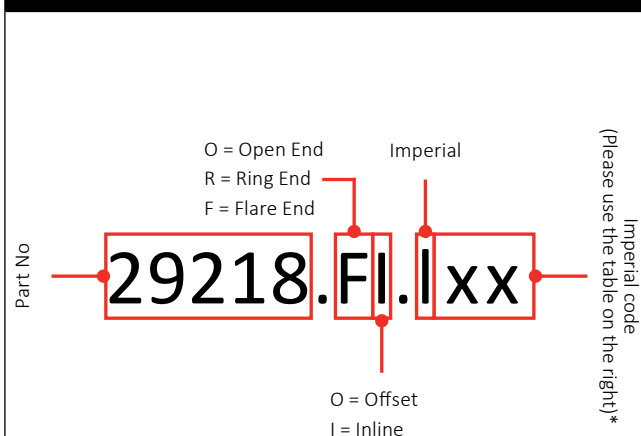 O = Open End
R = Ring End
F = Flare End
Imperial
Part No
29218.FI.Ixx
Imperial code
(Please use the table on the right)*
O = Offset
I = Inline